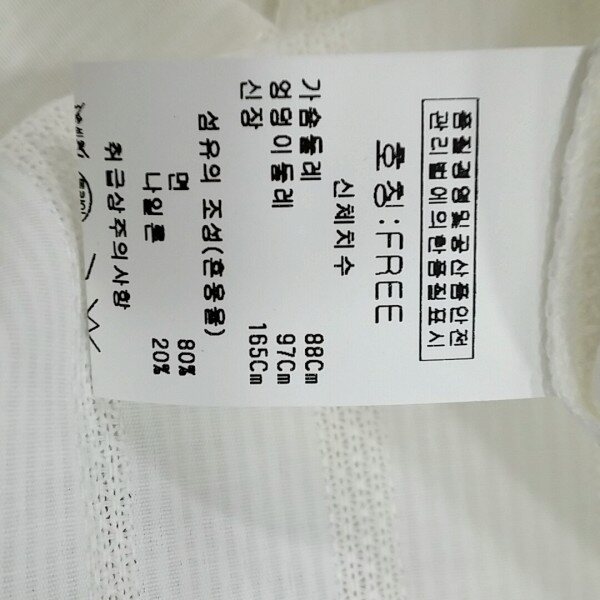 품질경영및공산품안전
관리법에의한품질표시
호칭:FREE
신체치수
가슴둘레 88Cm
엉덩이둘레 97Cm
신장 165Cm
섬유의 조성(혼용율)
면 80%
나일론 20%
취급상주의사항